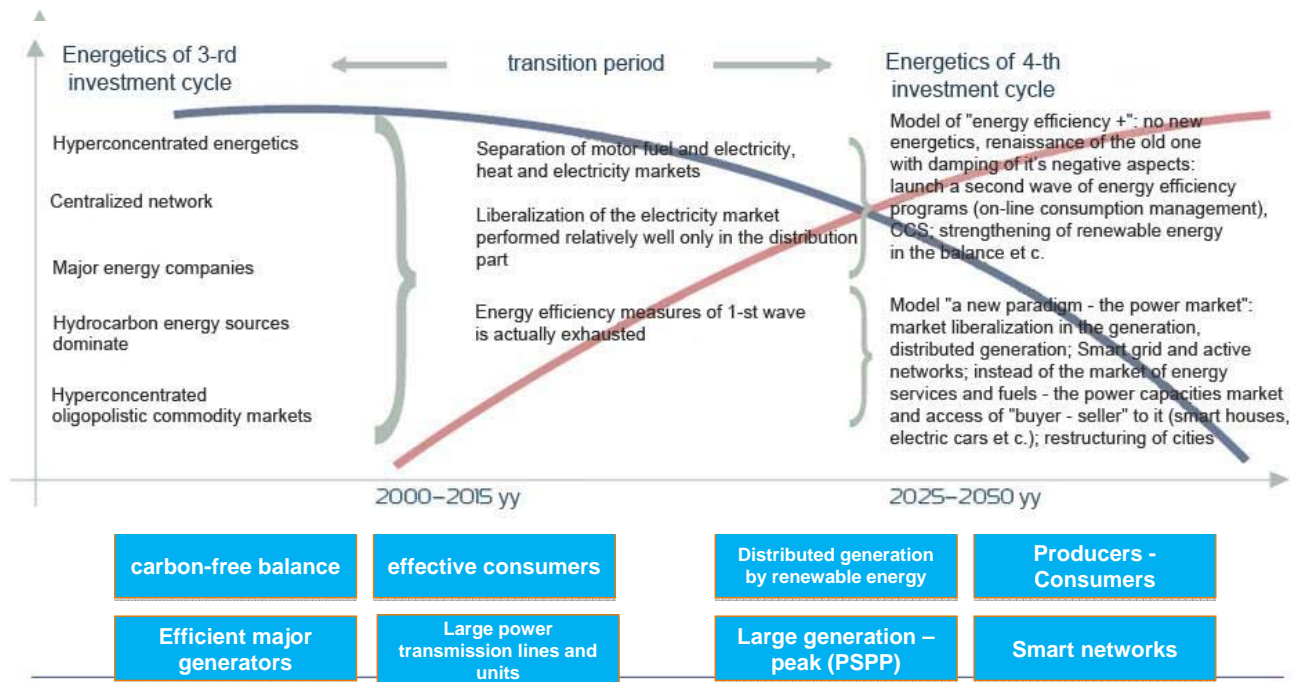 Energetics of 3-rd
investment cycle
transition period
Energetics of 4-th
investment cycle
Hyperconcentrated energetics
Centralized network
Major energy companies
Hydrocarbon energy sources
dominate
Hyperconcentrated
oligopolistic commodity markets
Separation of motor fuel and electricity,
heat and electricity markets
Liberalization of the electricity market
performed relatively well only in the distribution
part
Energy efficiency measures of 1-st wave
is actually exhausted
Model of "energy efficiency +": no new
energetics, renaissance of the old one
with damping of it's negative aspects:
launch a second wave of energy efficiency
programs (on-line consumption management),
CCS; strengthening of renewable energy
in the balance et c.
Model "a new paradigm - the power market":
market liberalization in the generation,
distributed generation; Smart grid and active
networks; instead of the market of energy
services and fuels - the power capacities market
and access of "buyer - seller" to it (smart houses,
electric cars et c.); restructuring of cities
2000–2015 yy
2025–2050 yy
carbon-free balance
effective consumers
Distributed generation
by renewable energy
Producers -
Consumers
Efficient major
generators
Large power
transmission lines and
units
Large generation –
peak (PSPP)
Smart networks